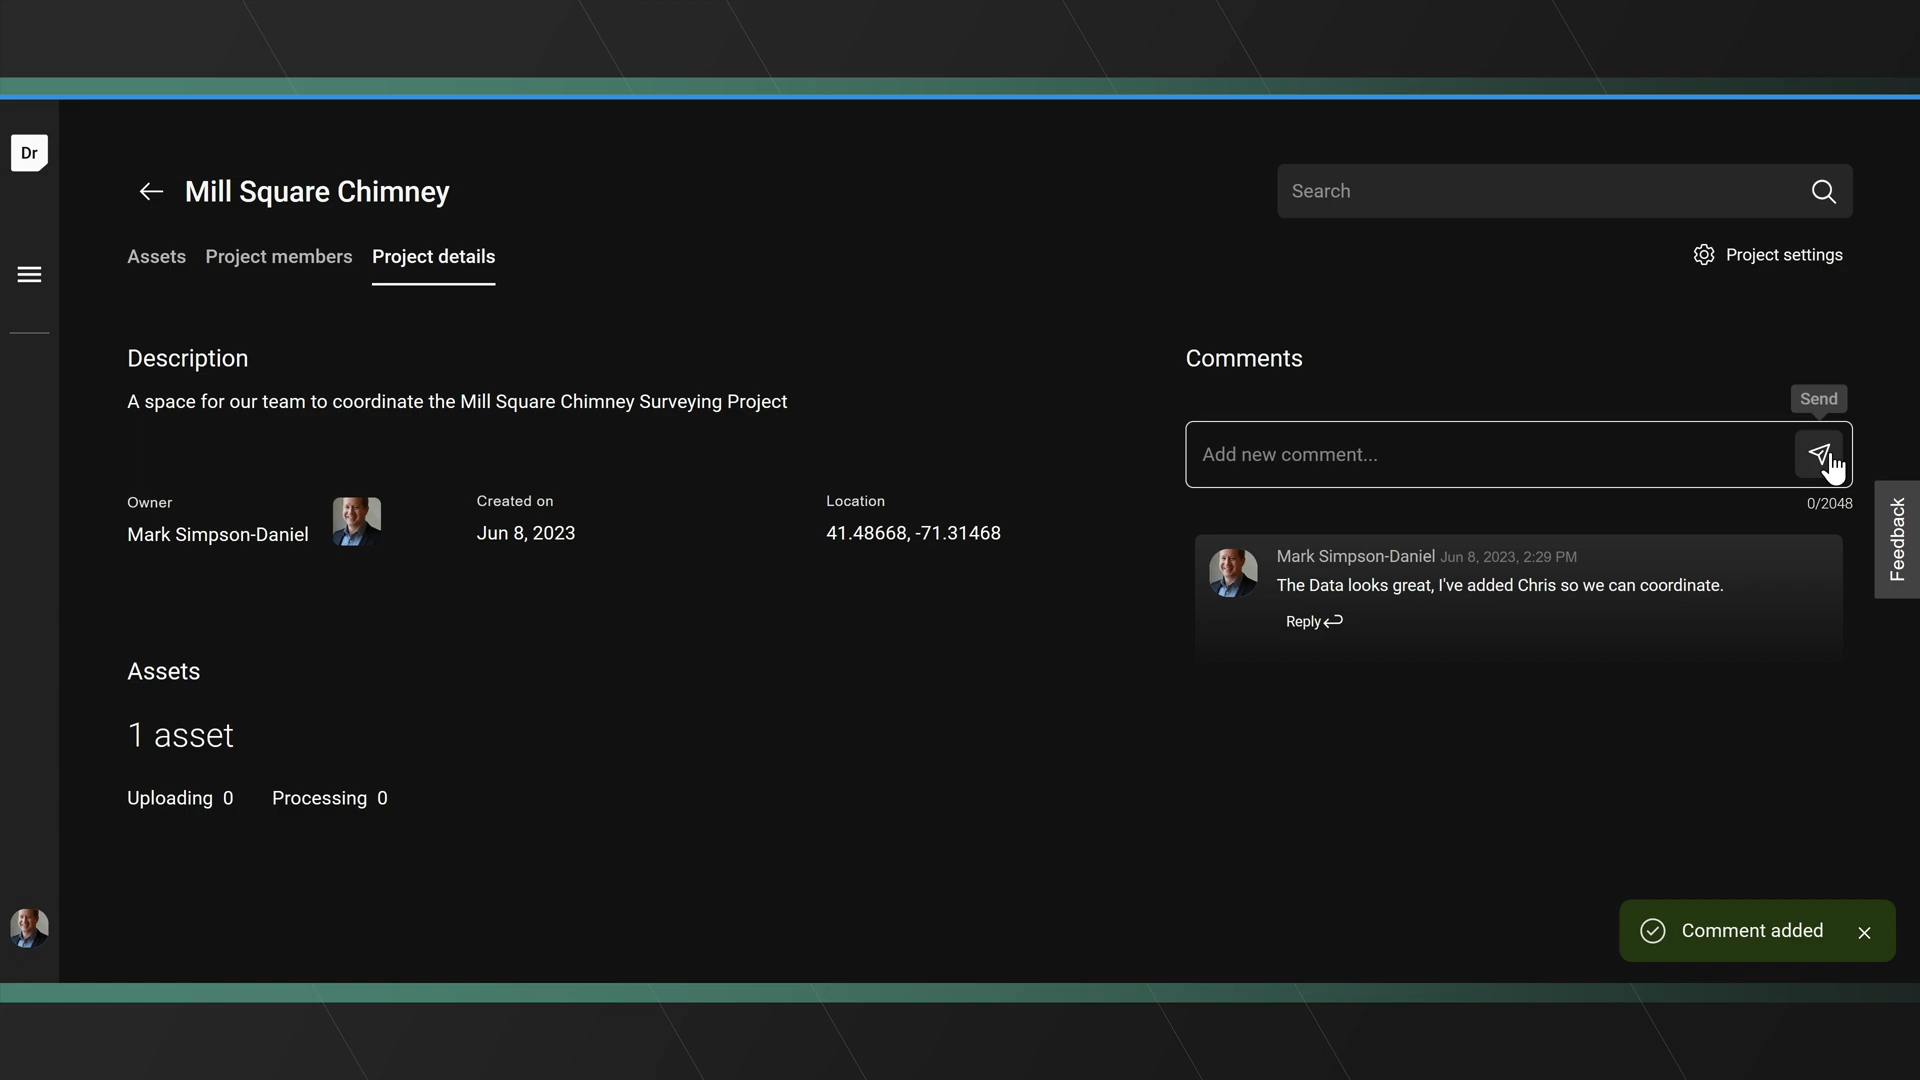 Dr
Mill Square Chimney
Search
Assets Project members Project details
Project settings
Description
A space for our team to coordinate the Mill Square Chimney Surveying Project
Owner
Mark Simpson-Daniel
Created on
Jun 8, 2023
Location
41.48668, -71.31468
Assets
1 asset
Uploading 0 Processing 0
Comments
Send
Add new comment...
0/2048
Mark Simpson-Daniel Jun 8, 2023, 2:29 PM
The Data looks great, I've added Chris so we can coordinate.
Reply
Feedback
Comment added